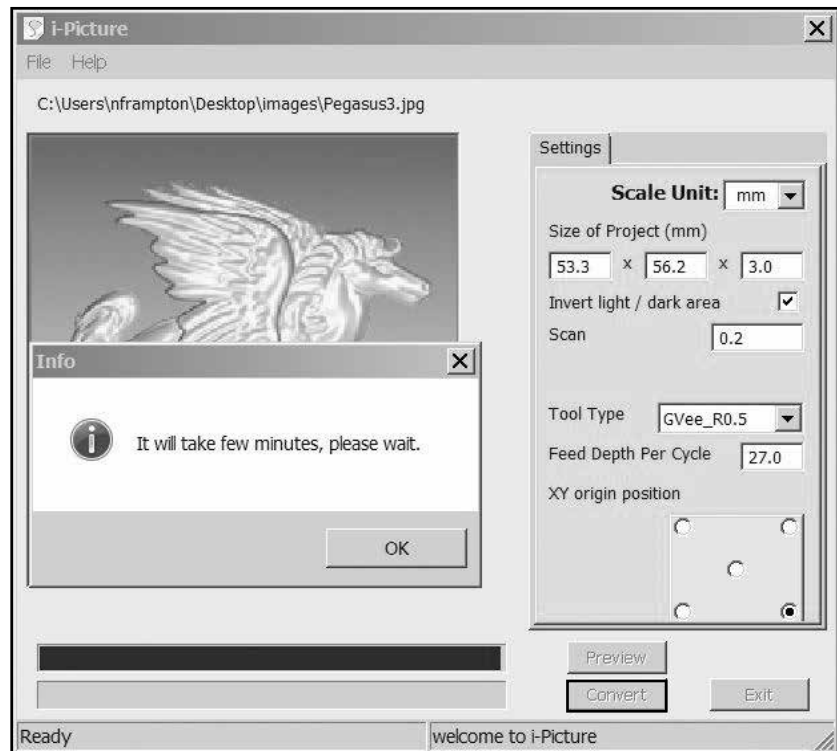 i-Picture
File Help
C:\Users\nframpton\Desktop\images\Pegasus3.jpg
Settings
Scale Unit: mm
Size of Project (mm)
53.3 x 56.2 x 3.0
Invert light / dark area
Scan 0.2
Info
It will take few minutes, please wait.
OK
Tool Type GVee_R0.5
Feed Depth Per Cycle 27.0
XY origin position
Preview
Convert Exit
Ready welcome to i-Picture